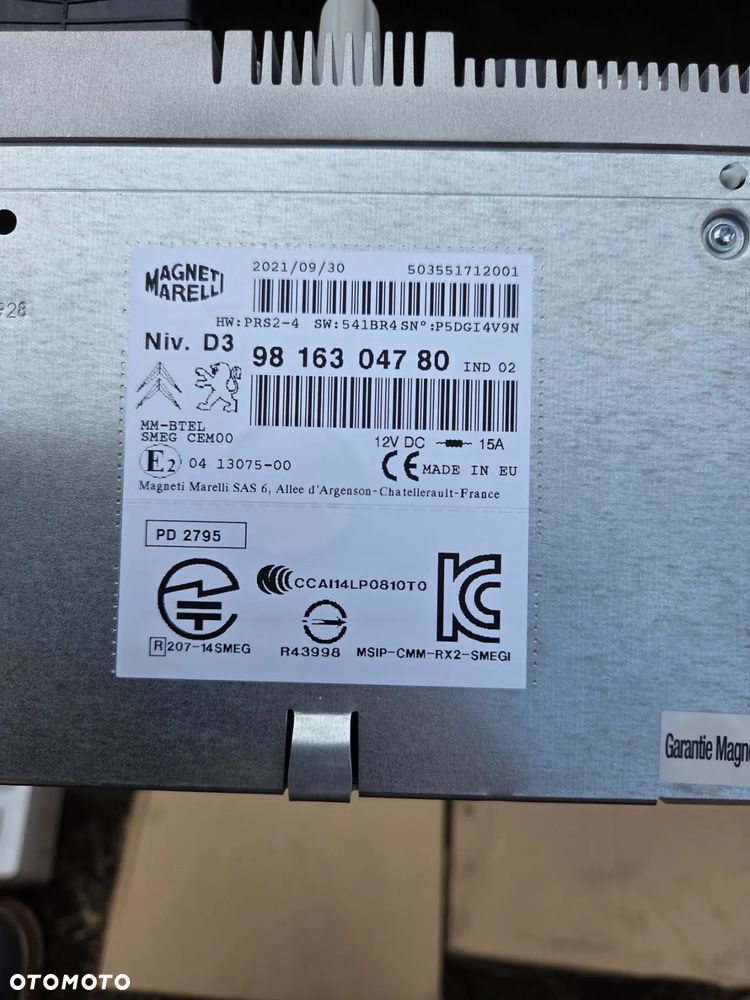 MAGNETI
MARELLI
2021/09/30 503551712001
HW:PRS2-4 SW:541BR4 SN°:P5DGI4V9N
Niv. D3 98 163 047 80 IND 02
MM-BTEL
SMEG CEM00
12V DC 15A
E2 04 13075-00 CE MADE IN EU
Magneti Marelli SAS 6, Allee d'Argenson-Chatellerault-France
PD 2795
CCAI14LP0810T0
R 207-14SMEG
R43998 MSIP-CMM-RX2-SMEGI
Garantie Magne
OTOMOTO